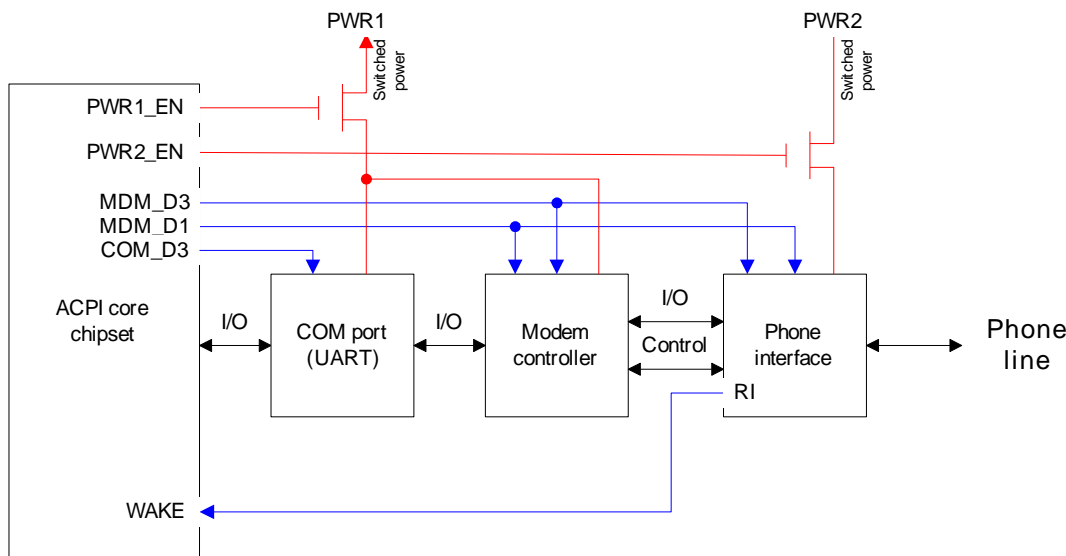 PWR1
PWR2
Switched
power
Switched
power
PWR1_EN
PWR2_EN
MDM_D3
MDM_D1
COM_D3
ACPI core
chipset
I/O
COM port
(UART)
I/O
Modem
controller
I/O
Control
Phone
interface
RI
Phone
line
WAKE